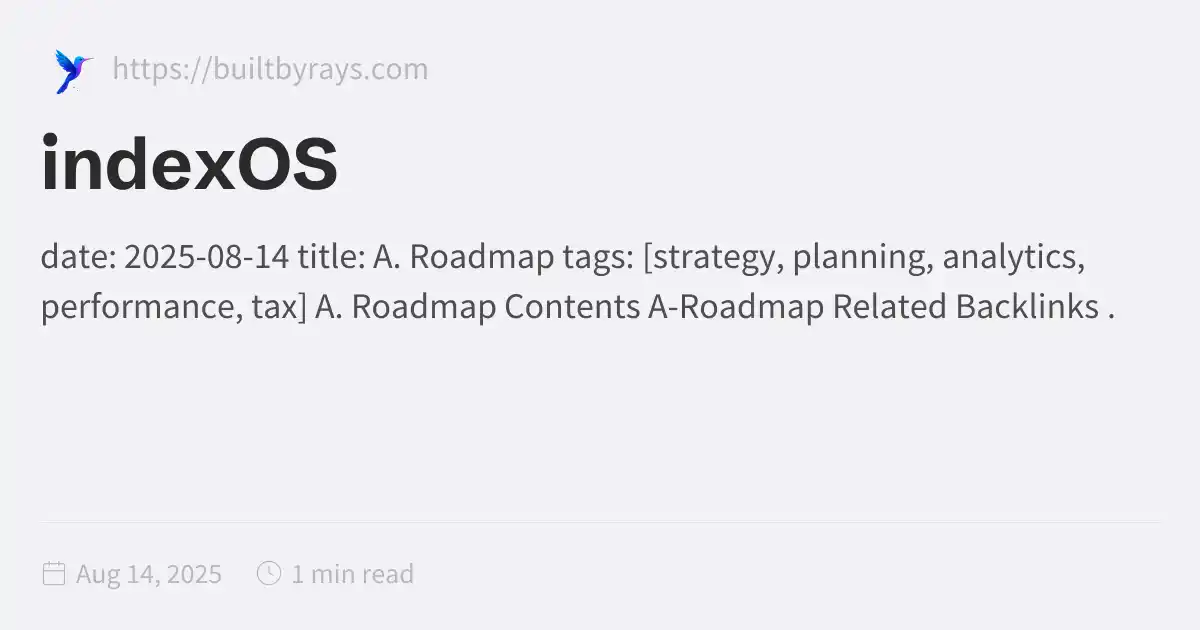 https://builtbyrays.com
indexOS
date: 2025-08-14 title: A. Roadmap tags: [strategy, planning, analytics,
performance, tax] A. Roadmap Contents A-Roadmap Related Backlinks .
Aug 14, 2025 1 min read